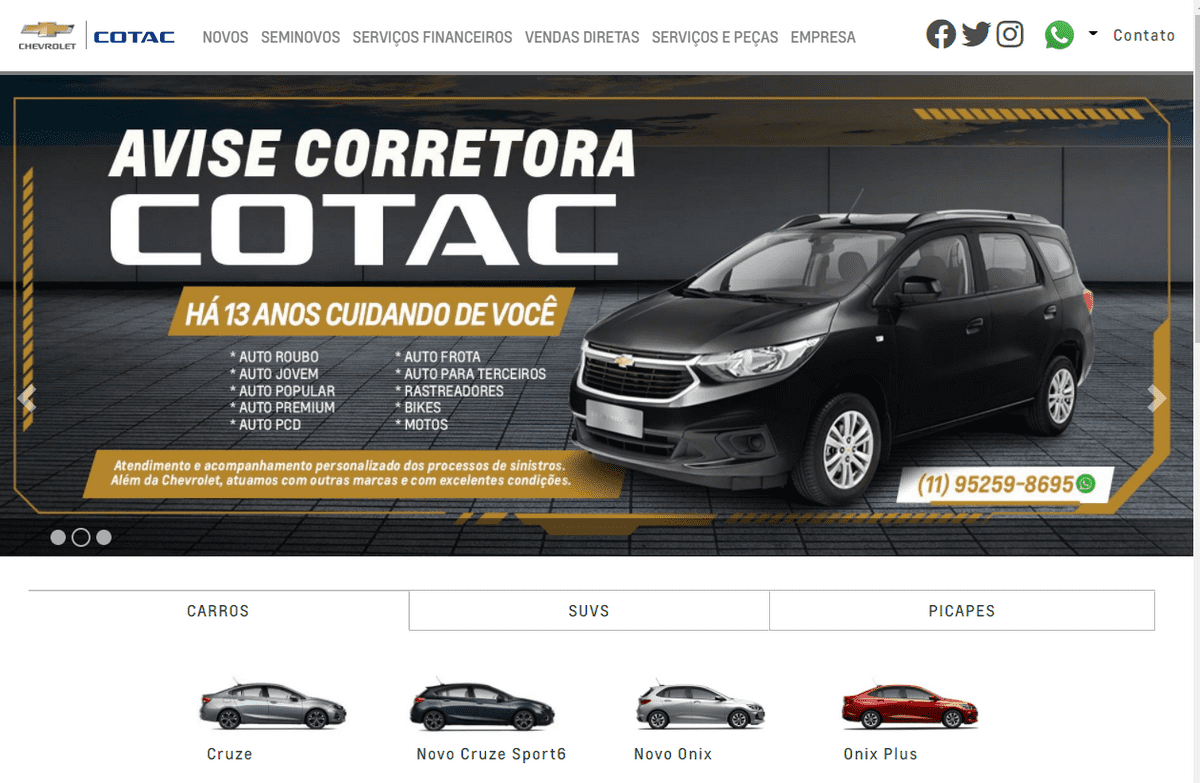 CHEVROLET
COTAC
NOVOS
SEMINOVOS
SERVIÇOS FINANCEIROS
VENDAS DIRETAS
SERVIÇOS E PEÇAS
EMPRESA
Contato
AVISE CORRETORA
COTAC
HÁ 13 ANOS CUIDANDO DE VOCÊ
* AUTO ROUBO
* AUTO JOVEM
* AUTO POPULAR
* AUTO PREMIUM
* AUTO PCD
* AUTO FROTA
* AUTO PARA TERCEIROS
* RASTREADORES
* BIKES
* MOTOS
Atendimento e acompanhamento personalizado dos processos de sinistros.
Além da Chevrolet, atuamos com outras marcas e com excelentes condições.
(11) 95259-8695
CARROS
SUVS
PICAPES
Cruze
Novo Cruze Sport6
Novo Onix
Onix Plus